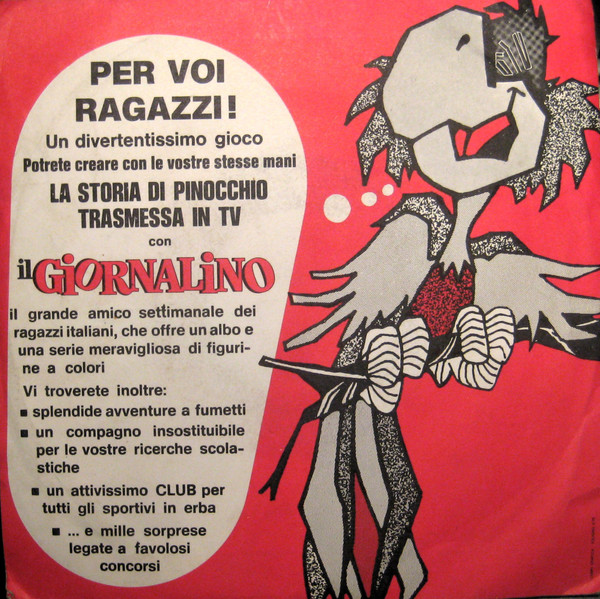 PER VOI
RAGAZZI!
Un divertentissimo gioco
Potrete creare con le vostre stesse mani
LA STORIA DI PINOCCHIO
TRASMESSA IN TV
con
il GiORNALiNO
il grande amico settimanale dei
ragazzi italiani, che offre un albo e
una serie meravigliosa di figuri-
ne a colori
Vi troverete inoltre:
▪ splendide avventure a fumetti
▪ un compagno insostituibile
per le vostre ricerche scola-
stiche
▪ un attivissimo CLUB per
tutti gli sportivi in erba
▪ ... e mille sorprese
legate a favolosi
concorsi